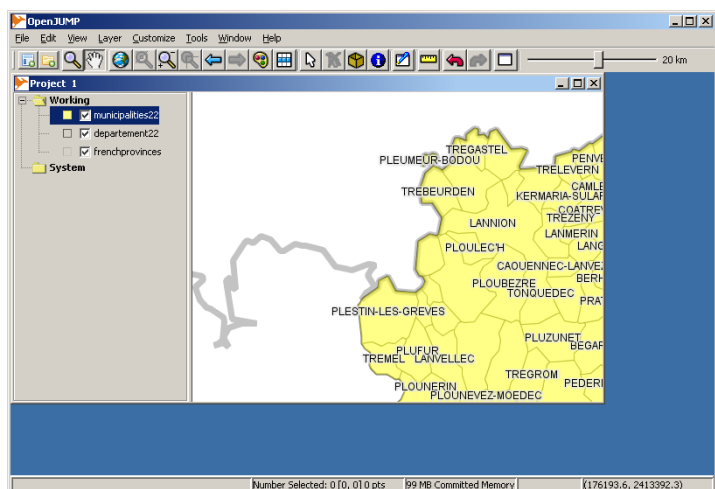 OpenJUMP
File Edit View Layer Customize Tools Window Help
20 km
Project 1
Working
municipalities22
departement22
frenchprovinces
System
TREGASTEL
PLEUMEUR-BODOU
PENVE
TRELEVERN
TREBEURDEN
CAMLE
KERMARIA-SULAR
COATRE
TREZENY
LANNION
LANMERIN
PLOULEC'H
LANG
CAOUENNEC-LANVE
PLOUBEZRE
BERH
TONQUEDEC
PRAT
PLESTIN-LES-GREVES
PLUZUNET
BEGAR
PLUFUR
TREMEL
LANVELLEC
TREGROM
PEDERN
PLOUNERIN
PLOUNEVEZ-MOEDEC
Number Selected: 0 [0, 0] 0 pts
99 MB Committed Memory
(176193.6, 2413392.3)